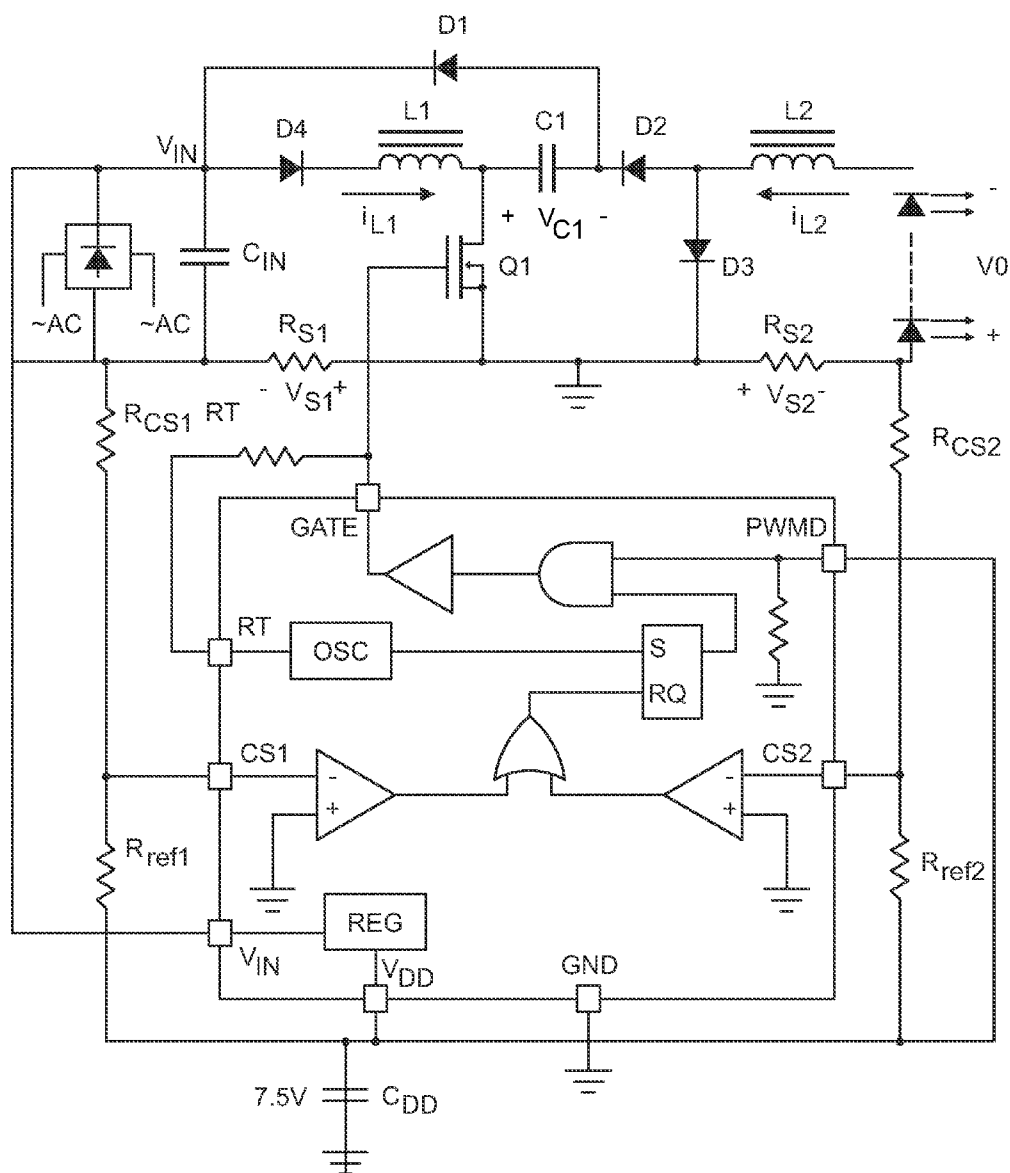 D1
L1
C1
L2
D4
D2
VIN
iL1
+ VC1 -
iL2
-
CIN
Q1
D3
V0
~AC
~AC
RS1
RS2
+
- VS1 +
+ VS2 -
RCS1
RT
RCS2
GATE
PWMD
RT
OSC
S
RQ
CS1
CS2
-
-
+
+
Rref1
Rref2
REG
VIN
VDD
GND
7.5V
CDD